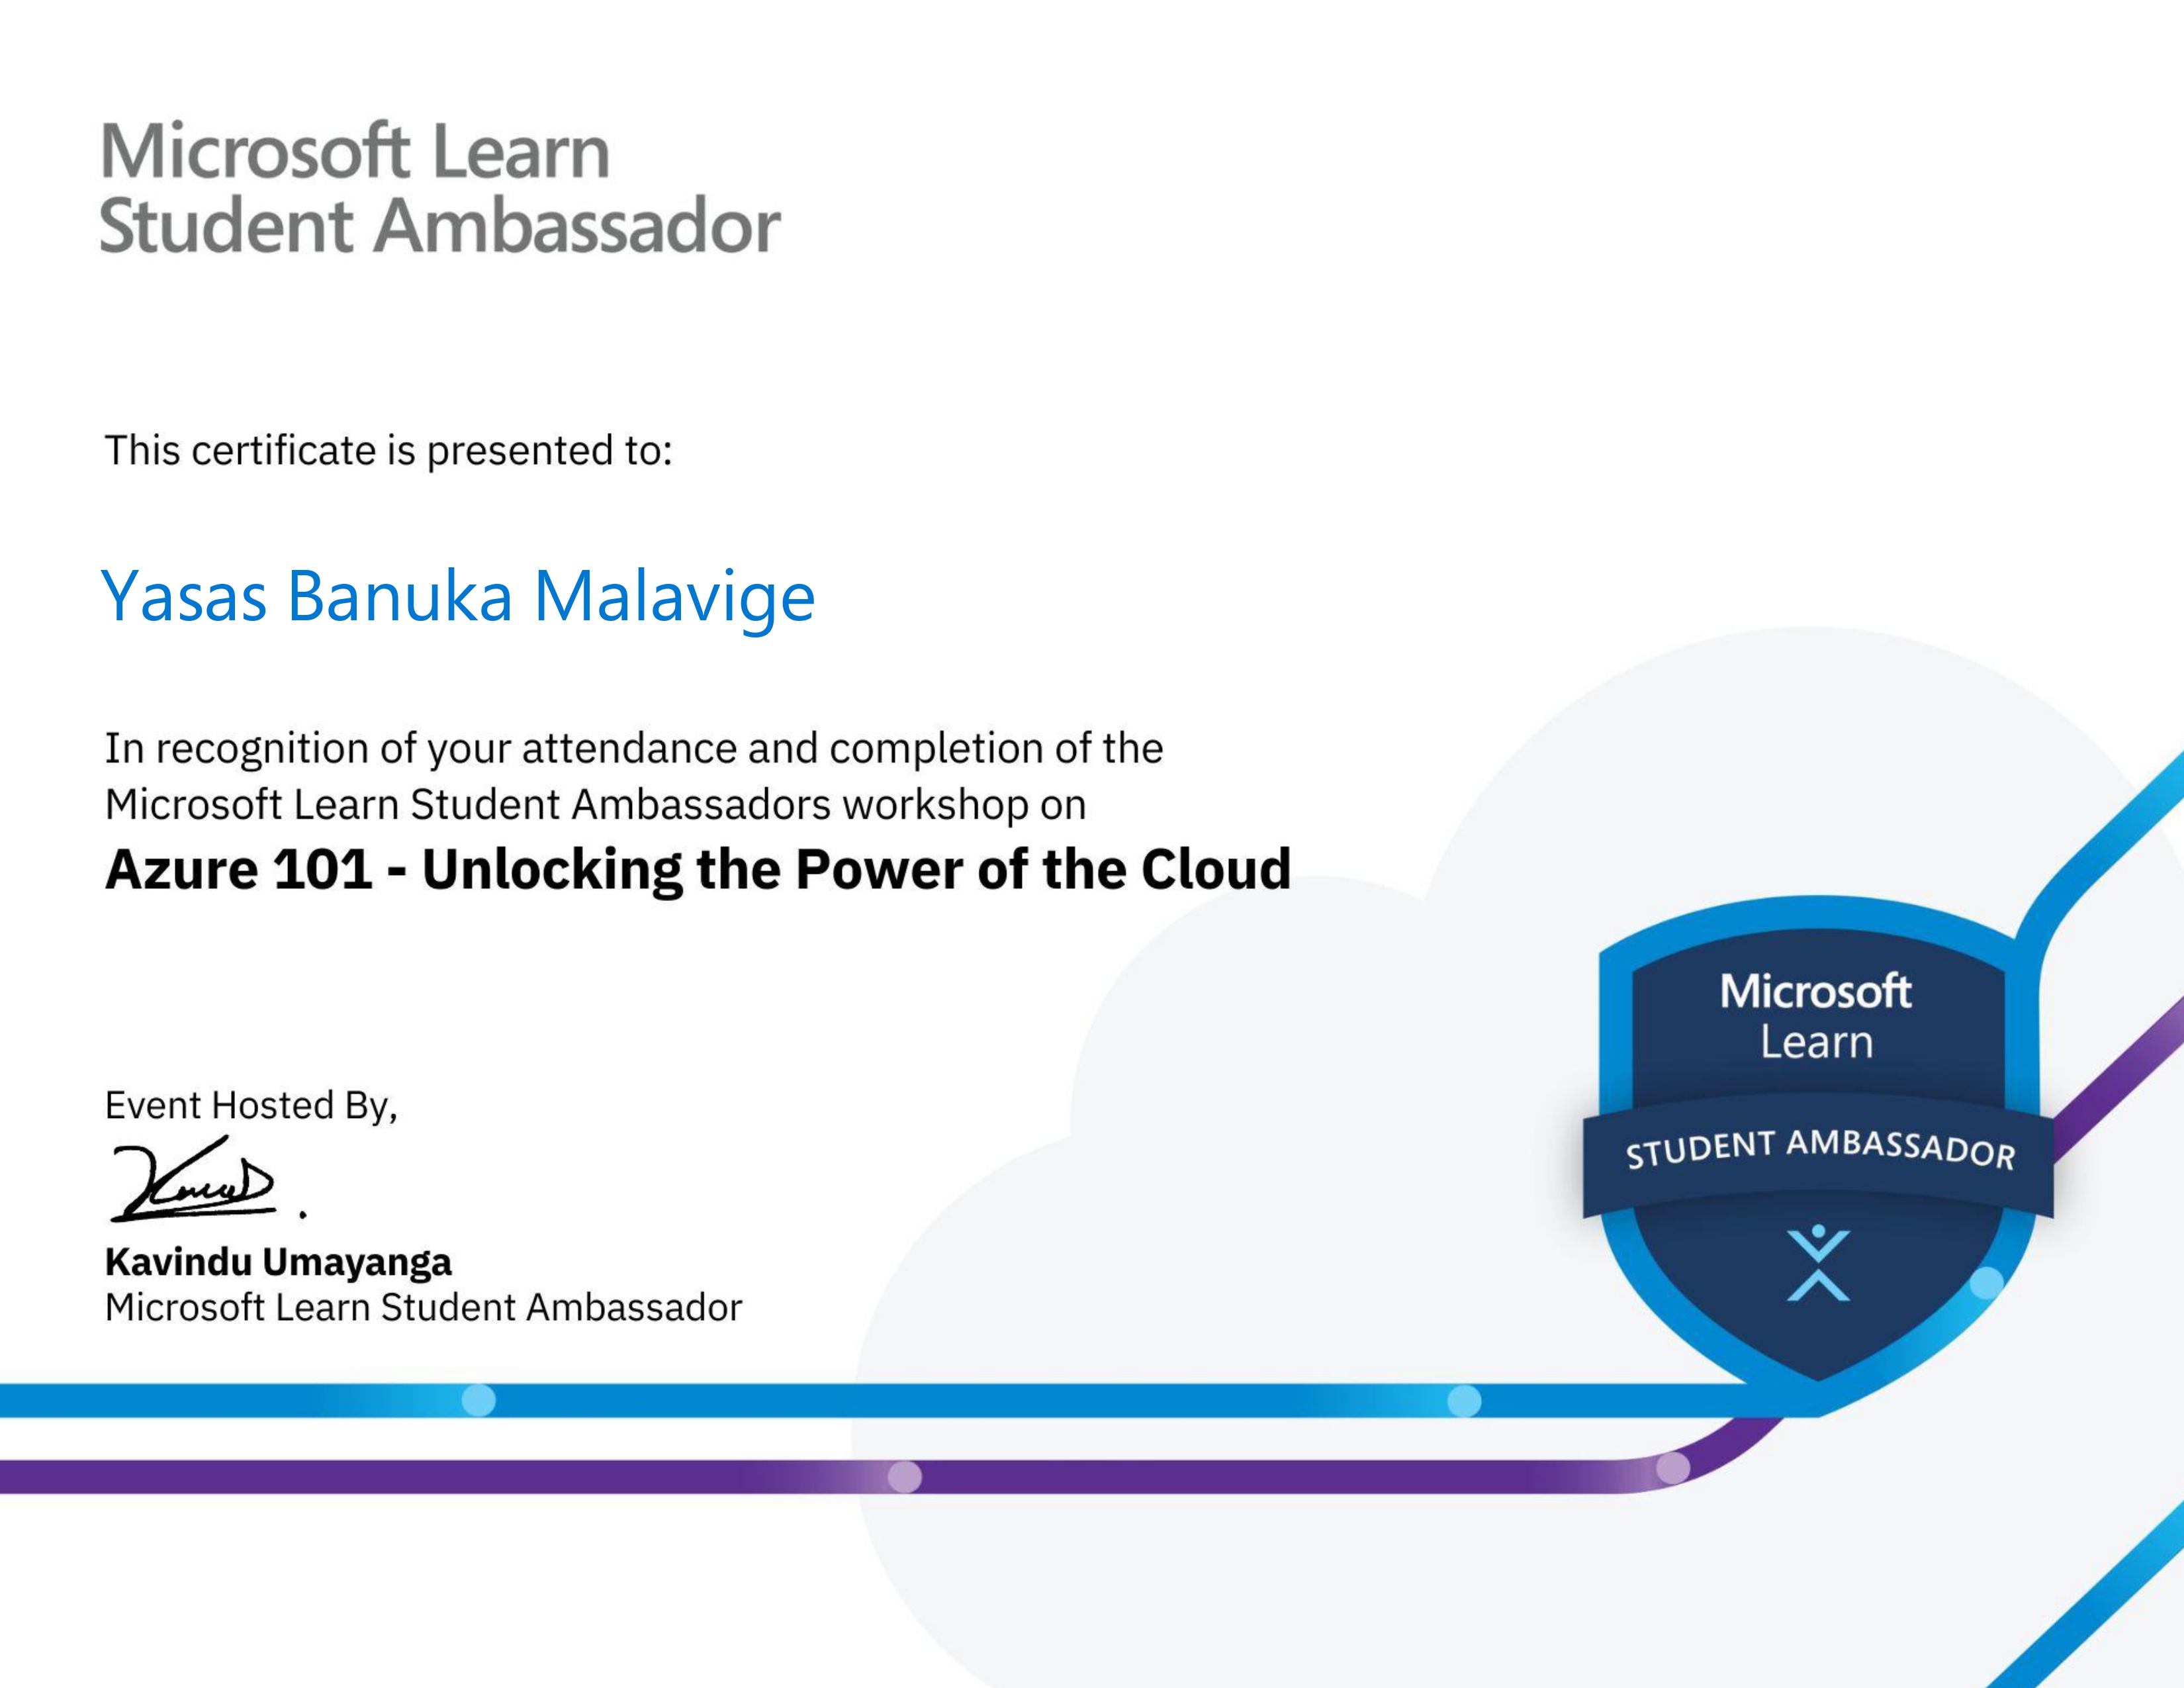 Microsoft Learn
Student Ambassador
This certificate is presented to:
Yasas Banuka Malavige
In recognition of your attendance and completion of the
Microsoft Learn Student Ambassadors workshop on
Azure 101 - Unlocking the Power of the Cloud
Event Hosted By,
Kavindu Umayanga
Microsoft Learn Student Ambassador
Microsoft
Learn
STUDENT AMBASSADOR